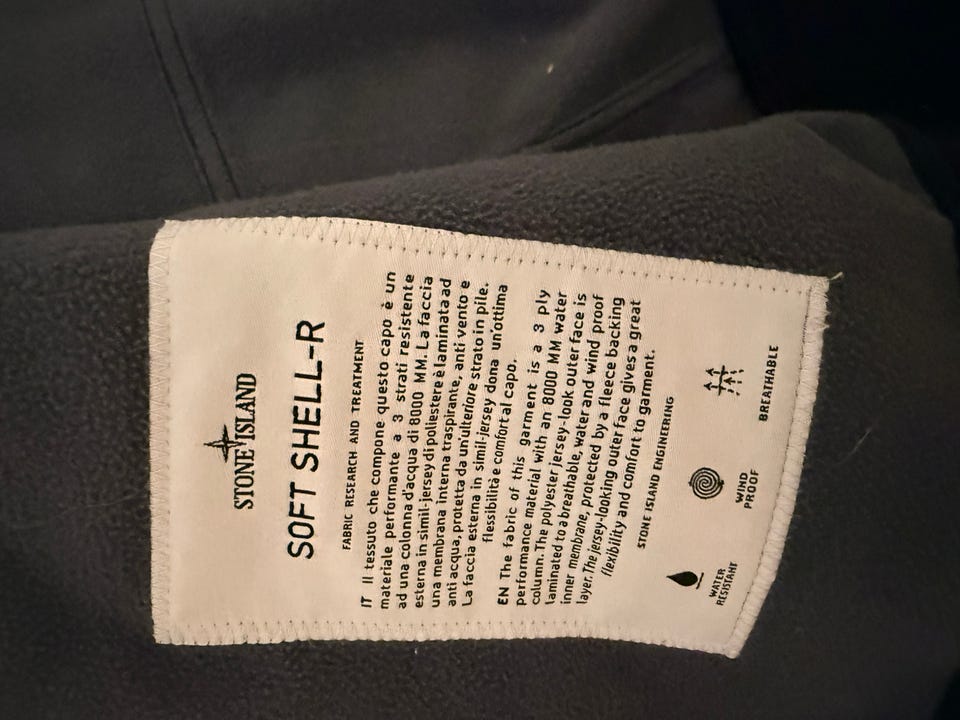 STONE ISLAND
SOFT SHELL-R
FABRIC RESEARCH AND TREATMENT
IT Il tessuto che compone questo capo è un
materiale performante a 3 strati resistente
ad una colonna d'acqua di 8000 MM. La faccia
esterna in simil-jersey di poliestere è laminata ad
una membrana interna traspirante, anti vento e
anti acqua, protetta da un'ulteriore strato in pile.
La faccia esterna in simil-jersey dona un'ottima
flessibilità e comfort al capo.
EN The fabric of this garment is a 3 ply
performance material with an 8000 MM water
column. The polyester jersey-look outer face is
laminated to a breathable, water and wind proof
inner membrane, protected by a fleece backing
layer. The jersey-looking outer face gives a great
flexibility and comfort to garment.
STONE ISLAND ENGINEERING
WATER
RESISTANT
WIND
PROOF
BREATHABLE